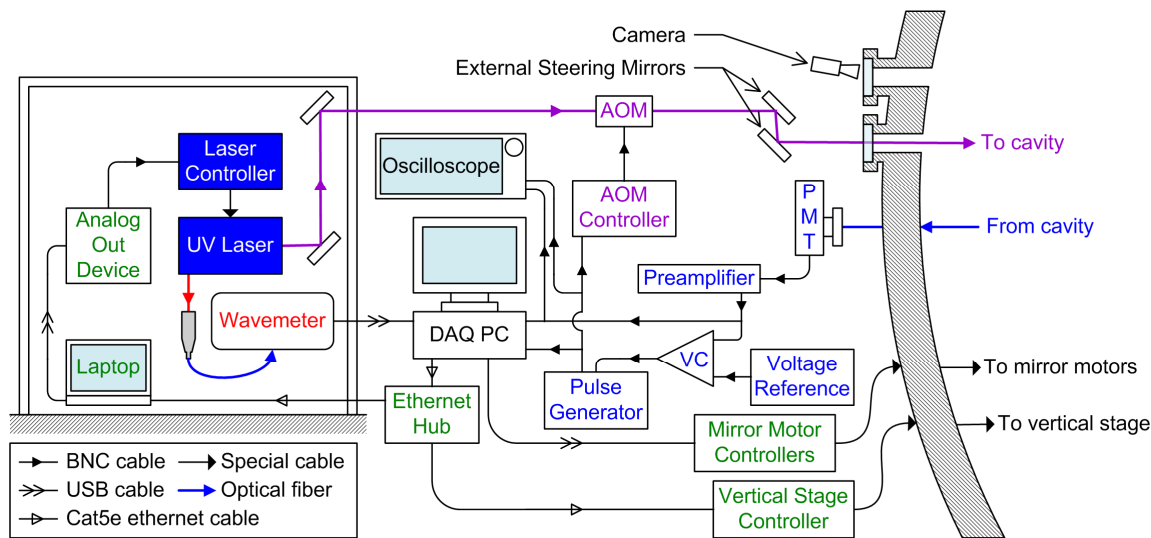 Camera
External Steering Mirrors
Laser
Controller
AOM
Oscilloscope
To cavity
Analog
Out
Device
UV Laser
AOM
Controller
P
M
T
From cavity
Preamplifier
Wavemeter
DAQ PC
VC
Voltage
Reference
Laptop
Pulse
Generator
To mirror motors
Ethernet
Hub
Mirror Motor
Controllers
To vertical stage
BNC cable
Special cable
USB cable
Optical fiber
Cat5e ethernet cable
Vertical Stage
Controller